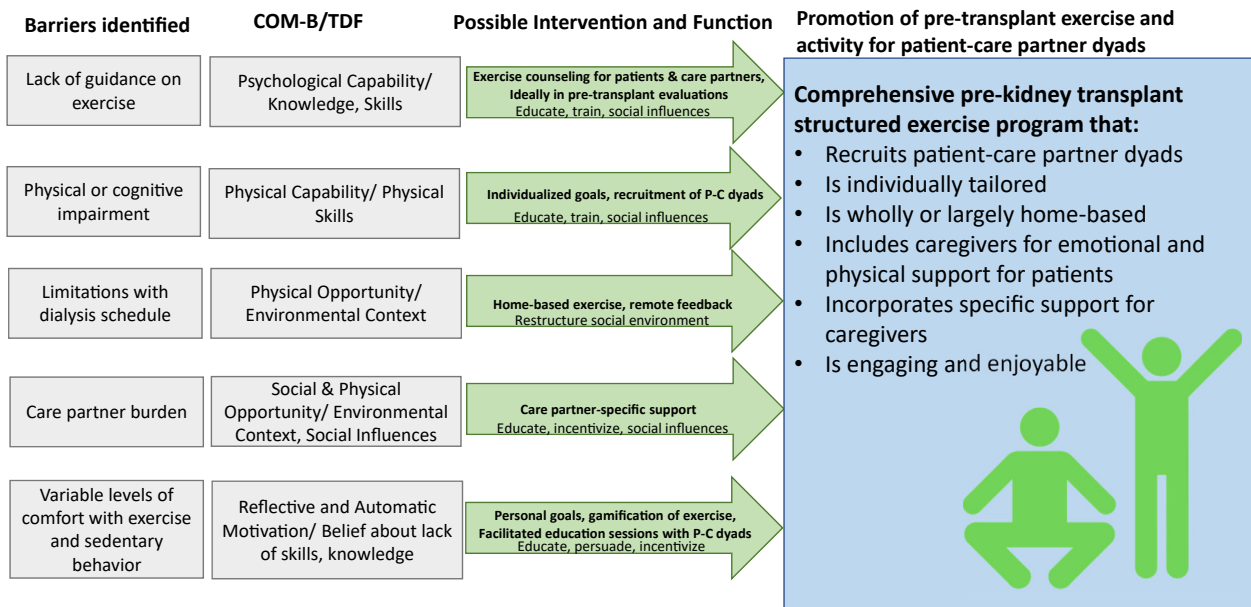 Barriers identified
COM-B/TDF
Possible Intervention and Function
Promotion of pre-transplant exercise and
activity for patient-care partner dyads
Lack of guidance on
exercise
Psychological Capability/
Knowledge, Skills
Exercise counseling for patients & care partners,
Ideally in pre-transplant evaluations
Educate, train, social influences
Physical or cognitive
impairment
Physical Capability/ Physical
Skills
Individualized goals, recruitment of P-C dyads
Educate, train, social influences
Limitations with
dialysis schedule
Physical Opportunity/
Environmental Context
Home-based exercise, remote feedback
Restructure social environment
Care partner burden
Social & Physical
Opportunity/ Environmental
Context, Social Influences
Care partner-specific support
Educate, incentivize, social influences
Variable levels of
comfort with exercise
and sedentary
behavior
Reflective and Automatic
Motivation/ Belief about lack
of skills, knowledge
Personal goals, gamification of exercise,
Facilitated education sessions with P-C dyads
Educate, persuade, incentivize
Comprehensive pre-kidney transplant
structured exercise program that:
• Recruits patient-care partner dyads
• Is individually tailored
• Is wholly or largely home-based
• Includes caregivers for emotional and
physical support for patients
• Incorporates specific support for
caregivers
• Is engaging and enjoyable